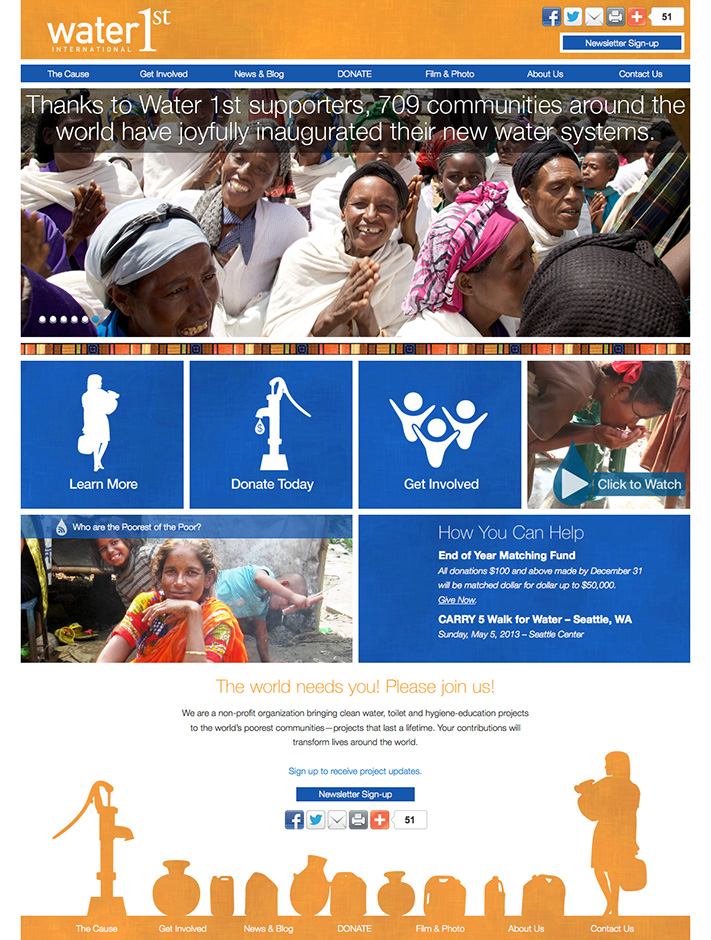 water 1st
INTERNATIONAL
51
Newsletter Sign-up
The Cause
Get Involved
News & Blog
DONATE
Film & Photo
About Us
Contact Us
Thanks to Water 1st supporters, 709 communities around the
world have joyfully inaugurated their new water systems.
Learn More
Donate Today
Get Involved
Click to Watch
Who are the Poorest of the Poor?
How You Can Help
End of Year Matching Fund
All donations $100 and above made by December 31
will be matched dollar for dollar up to $50,000.
Give Now.
CARRY 5 Walk for Water – Seattle, WA
Sunday, May 5, 2013 – Seattle Center
The world needs you! Please join us!
We are a non-profit organization bringing clean water, toilet and hygiene-education projects
to the world's poorest communities—projects that last a lifetime. Your contributions will
transform lives around the world.
Sign up to receive project updates.
Newsletter Sign-up
51
The Cause
Get Involved
News & Blog
DONATE
Film & Photo
About Us
Contact Us